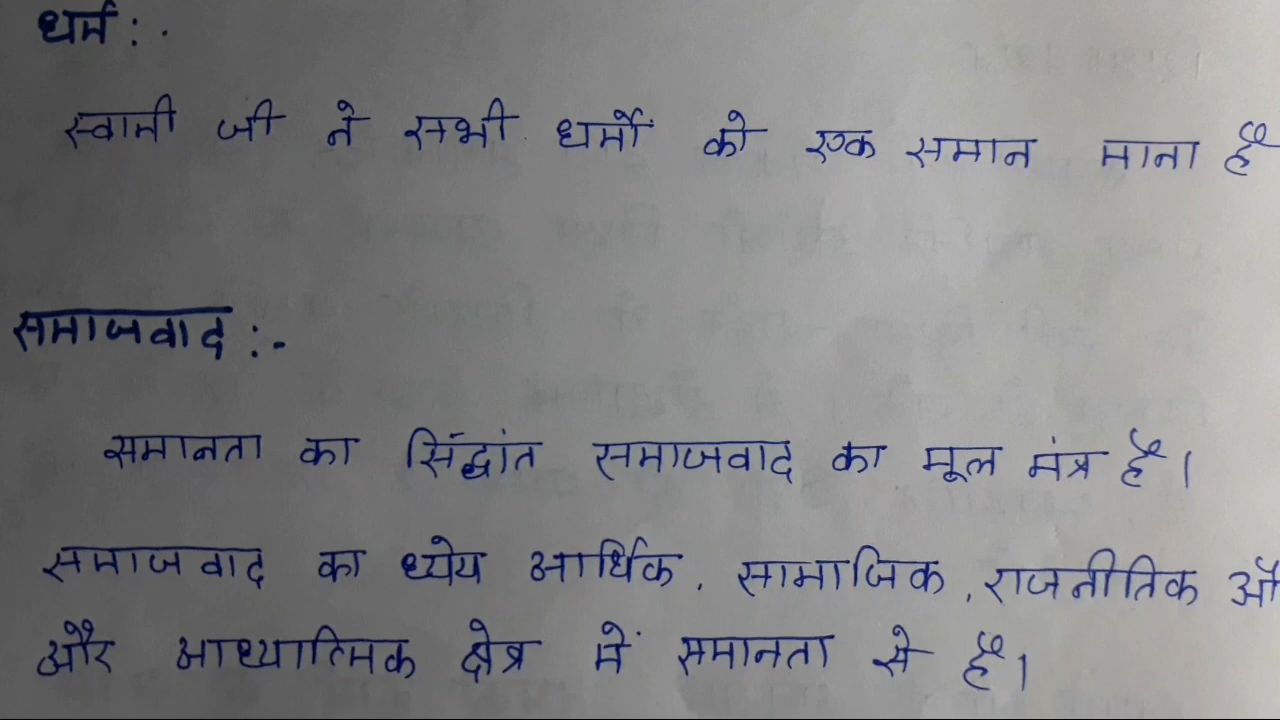 धर्म :-
स्वामी जी ने सभी धर्मों को एक समान माना है
समाजवाद :-
समानता का सिंद्धांत समाजवाद का मूल मंत्र है।
समाजवाद का ध्येय आर्थिक, सामाजिक, राजनीतिक औ
और आध्यात्मिक क्षेत्र में समानता से है।